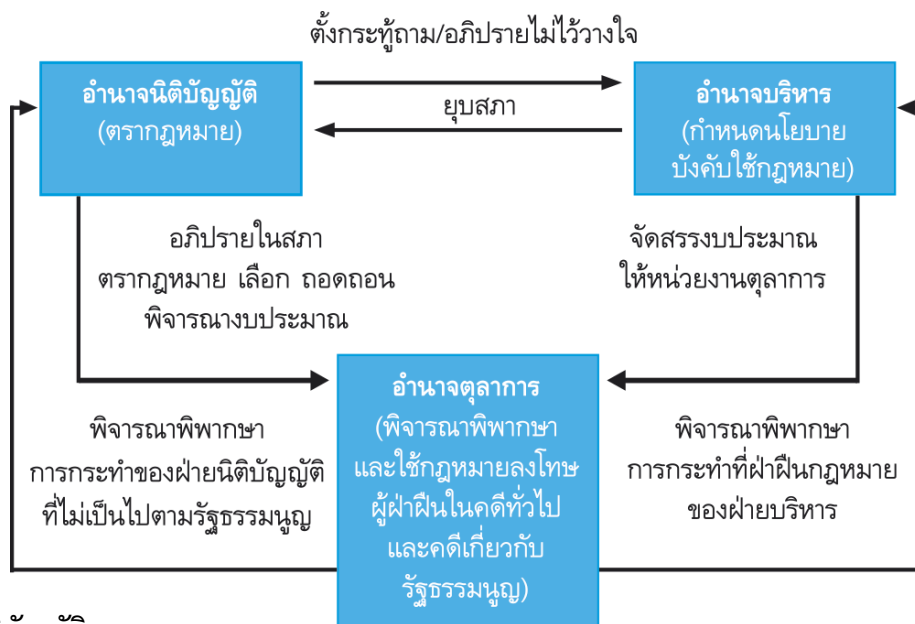 ตั้งกระทู้ถาม/อภิปรายไม่ไว้วางใจ
อำนาจนิติบัญญัติ
(ตรากฎหมาย)
ยุบสภา
อำนาจบริหาร
(กำหนดนโยบาย
บังคับใช้กฎหมาย)
อภิปรายในสภา
ตรากฎหมาย เลือก ถอดถอน
พิจารณางบประมาณ
จัดสรรงบประมาณ
ให้หน่วยงานตุลาการ
อำนาจตุลาการ
(พิจารณาพิพากษา
และใช้กฎหมายลงโทษ
ผู้ฝ่าฝืนในคดีทั่วไป
และคดีเกี่ยวกับ
รัฐธรรมนูญ)
พิจารณาพิพากษา
การกระทำของฝ่ายนิติบัญญัติ
ที่ไม่เป็นไปตามรัฐธรรมนูญ
พิจารณาพิพากษา
การกระทำที่ฝ่าฝืนกฎหมาย
ของฝ่ายบริหาร